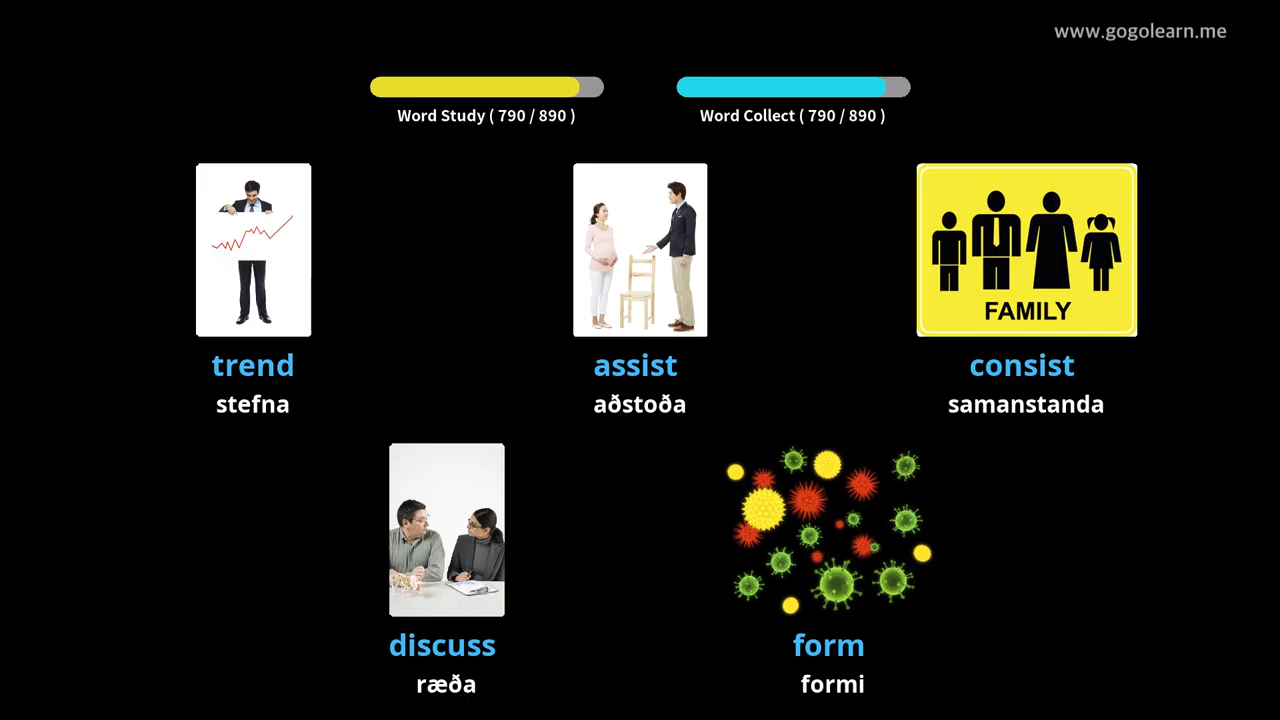 www.gogolearn.me
Word Study ( 790 / 890 )
Word Collect ( 790 / 890 )
FAMILY
trend
assist
consist
stefna
aðstoða
samanstanda
discuss
form
ræða
formi